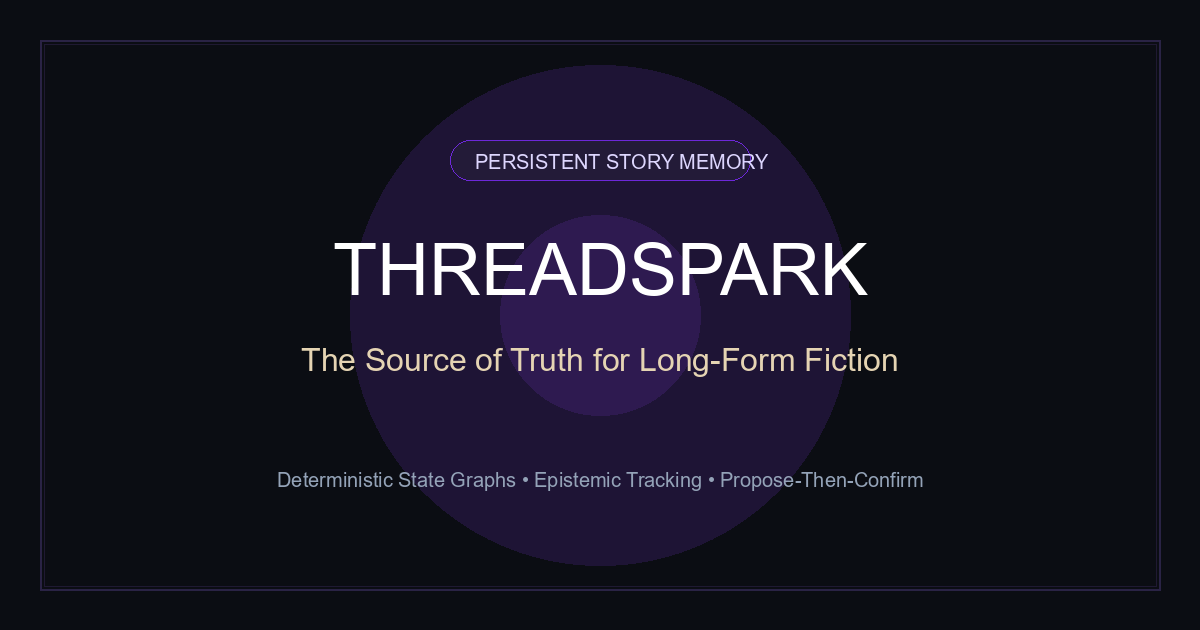 PERSISTENT STORY MEMORY
THREADSPARK
The Source of Truth for Long-Form Fiction
Deterministic State Graphs • Epistemic Tracking • Propose-Then-Confirm